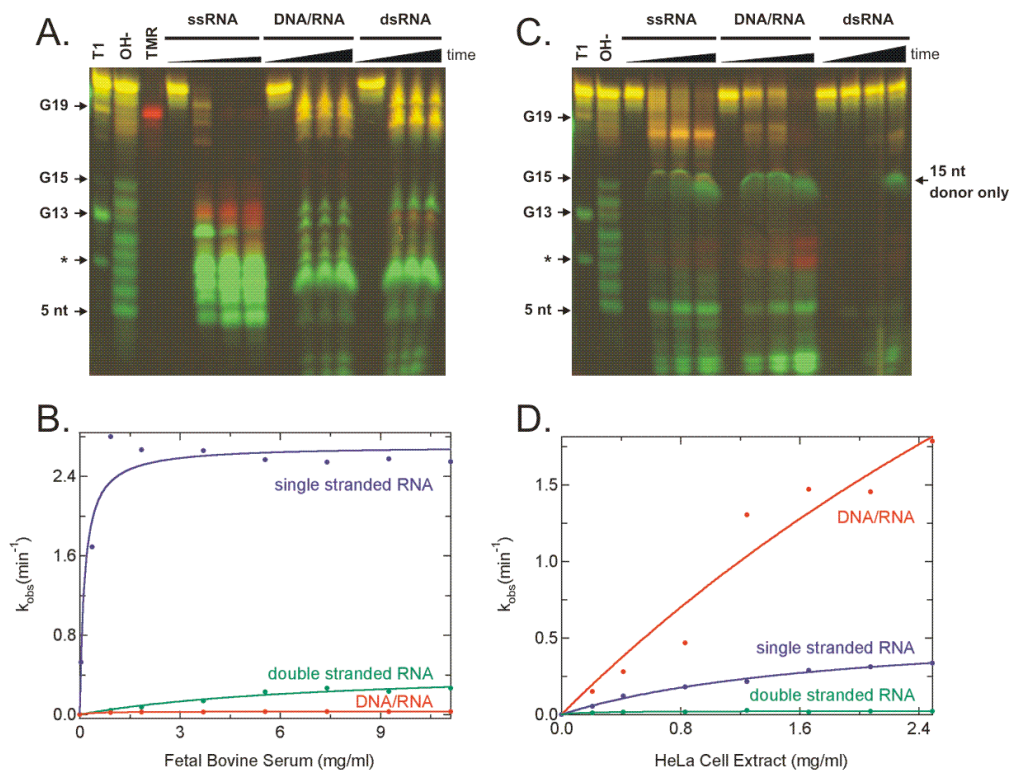 A.
ssRNA DNA/RNA dsRNA
T1 OH- TMR
time
G19
G15
G13
*
5 nt
C.
ssRNA DNA/RNA dsRNA
T1 OH-
time
G19
G15
G13
*
5 nt
15 nt
donor only
B.
2.4
1.6
0.8
0.0
kobs(min-1)
single stranded RNA
double stranded RNA
DNA/RNA
0 3 6 9
Fetal Bovine Serum (mg/ml)
D.
1.5
1.0
0.5
0.0
kobs(min-1)
DNA/RNA
single stranded RNA
double stranded RNA
0.0 0.8 1.6 2.4
HeLa Cell Extract (mg/ml)